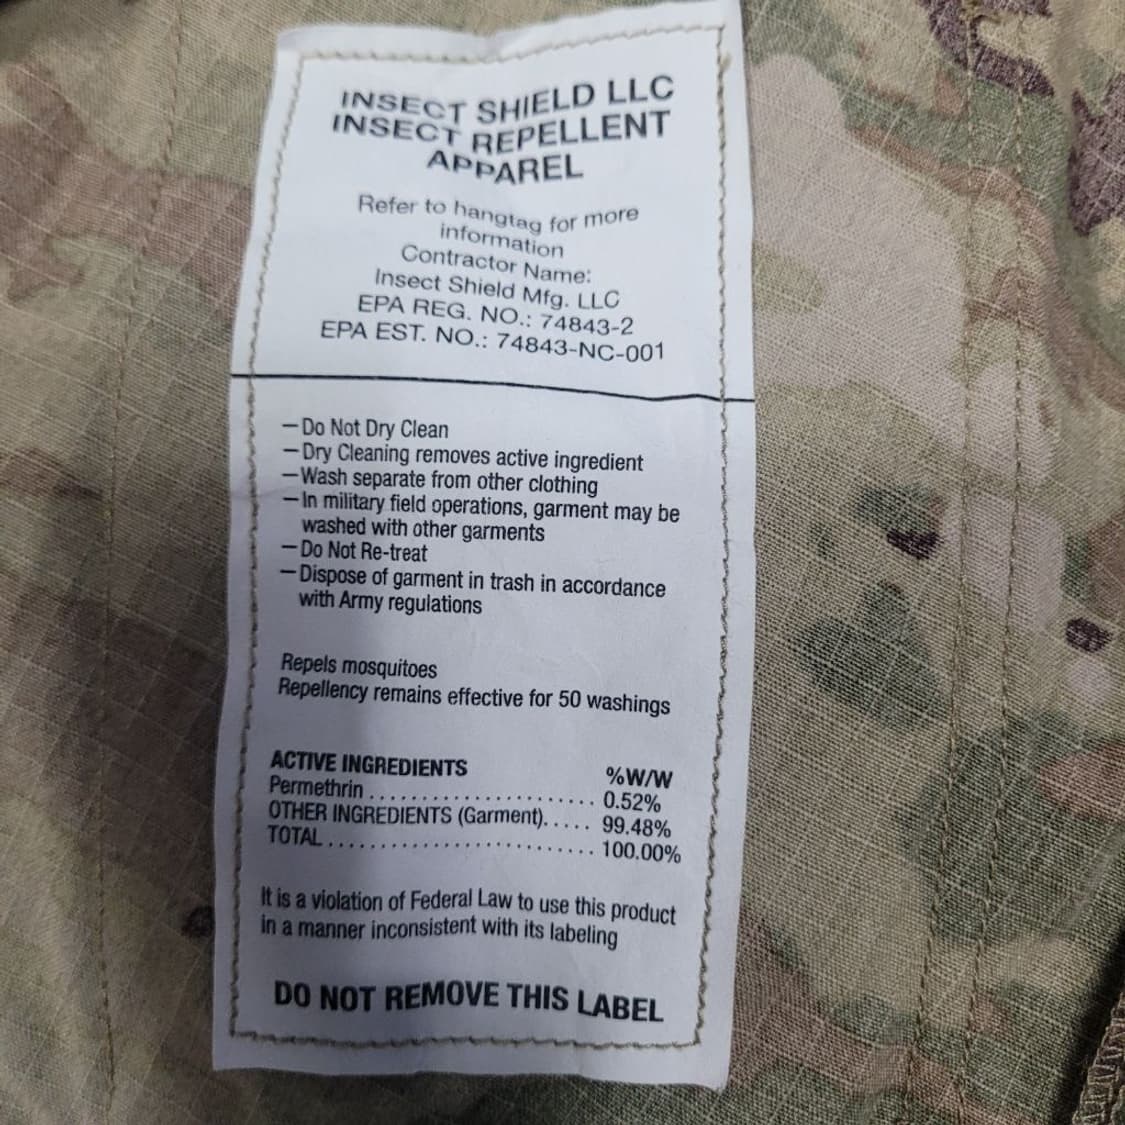 INSECT SHIELD LLC
INSECT REPELLENT
APPAREL
Refer to hangtag for more
information
Contractor Name:
Insect Shield Mfg. LLC
EPA REG. NO.: 74843-2
EPA EST. NO.: 74843-NC-001
—Do Not Dry Clean
—Dry Cleaning removes active ingredient
—Wash separate from other clothing
—In military field operations, garment may be
washed with other garments
—Do Not Re-treat
—Dispose of garment in trash in accordance
with Army regulations
Repels mosquitoes
Repellency remains effective for 50 washings
ACTIVE INGREDIENTS %W/W
Permethrin ...................... 0.52%
OTHER INGREDIENTS (Garment)..... 99.48%
TOTAL .......................... 100.00%
It is a violation of Federal Law to use this product
in a manner inconsistent with its labeling
DO NOT REMOVE THIS LABEL